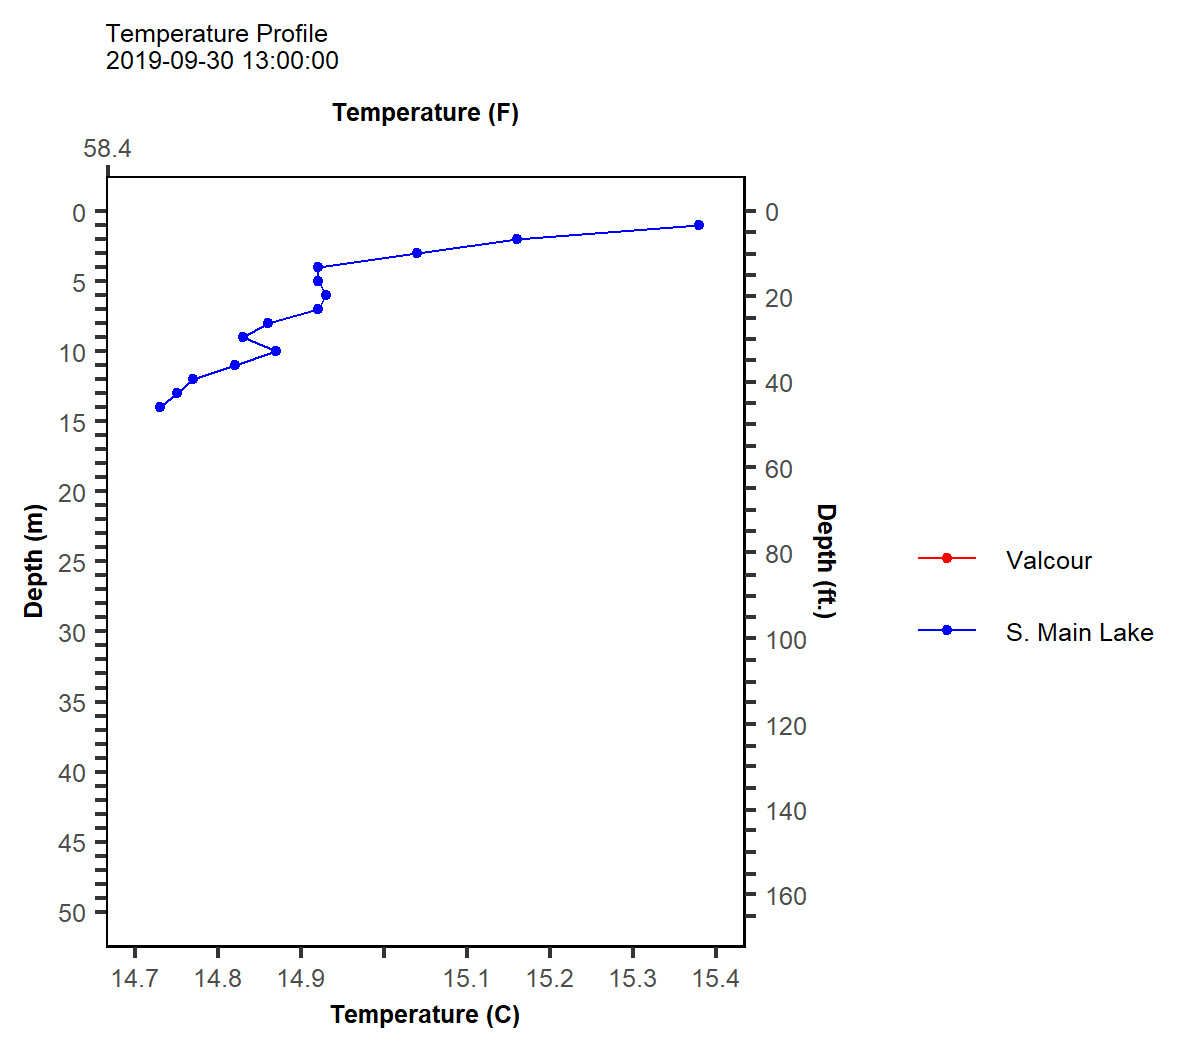 Temperature Profile
2019-09-30 13:00:00
Temperature (F)
58.4
0
5
10
15
20
25
30
35
40
45
50
Depth (m)
0
20
40
60
80
100
120
140
160
Depth (ft.)
14.7 14.8 14.9 15.1 15.2 15.3 15.4
Temperature (C)
Valcour
S. Main Lake